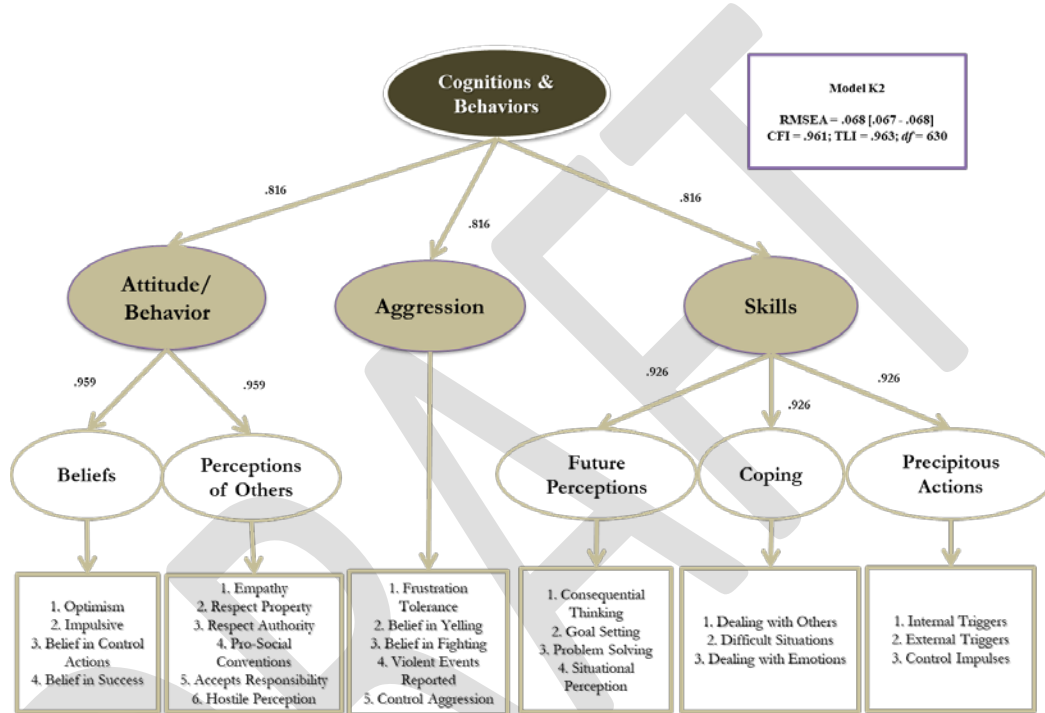 Cognitions &
Behaviors
Model K2
RMSEA = .068 [.067 - .068]
CFI = .961; TLI = .963; df = 630
.816
.816
.816
Attitude/
Behavior
Aggression
Skills
.959
.959
.926
.926
.926
Beliefs
Perceptions
of Others
Future
Perceptions
Coping
Precipitous
Actions
1. Optimism
2. Impulsive
3. Belief in Control
Actions
4. Belief in Success
1. Empathy
2. Respect Property
3. Respect Authority
4. Pro-Social
Conventions
5. Accepts Responsibility
6. Hostile Perception
1. Frustration
Tolerance
2. Belief in Yelling
3. Belief in Fighting
4. Violent Events
Reported
5. Control Aggression
1. Consequential
Thinking
2. Goal Setting
3. Problem Solving
4. Situational
Perception
1. Dealing with Others
2. Difficult Situations
3. Dealing with Emotions
1. Internal Triggers
2. External Triggers
3. Control Impulses
DRAFT